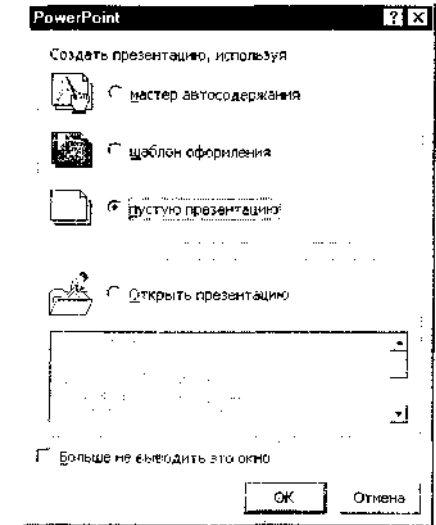 PowerPoint
Создать презентацию, используя
мастер автосодержания
шаблон оформления
пустую презентацию
Открыть презентацию
Больше не выводить это окно
OK
Отмена